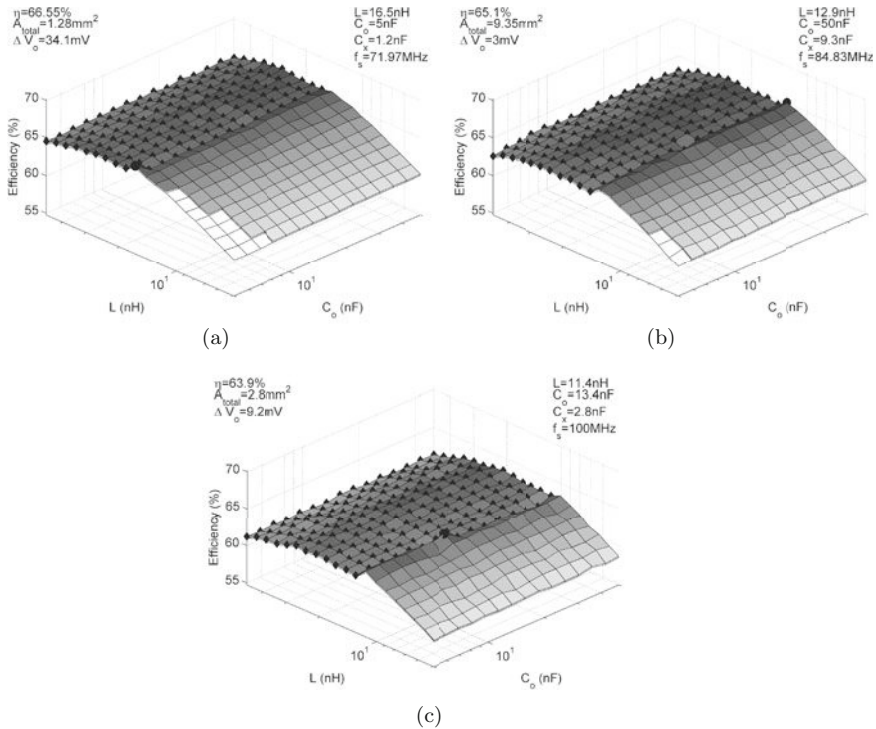 η=66.55%
A_total=1.28mm²
Δ V_o=34.1mV
L=16.5nH
C_o=5nF
C_x=1.2nF
f_s=71.97MHz
70
65
60
55
Efficiency (%)
10¹
10¹
L (nH)
C_o (nF)
(a)
η=65.1%
A_total=9.35mm²
Δ V_o=3mV
L=12.9nH
C_o=50nF
C_x=9.3nF
f_s=84.83MHz
70
65
60
55
Efficiency (%)
10¹
10¹
L (nH)
C_o (nF)
(b)
η=63.9%
A_total=2.8mm²
Δ V_o=9.2mV
L=11.4nH
C_o=13.4nF
C_x=2.8nF
f_s=100MHz
70
65
60
55
Efficiency (%)
10¹
10¹
L (nH)
C_o (nF)
(c)